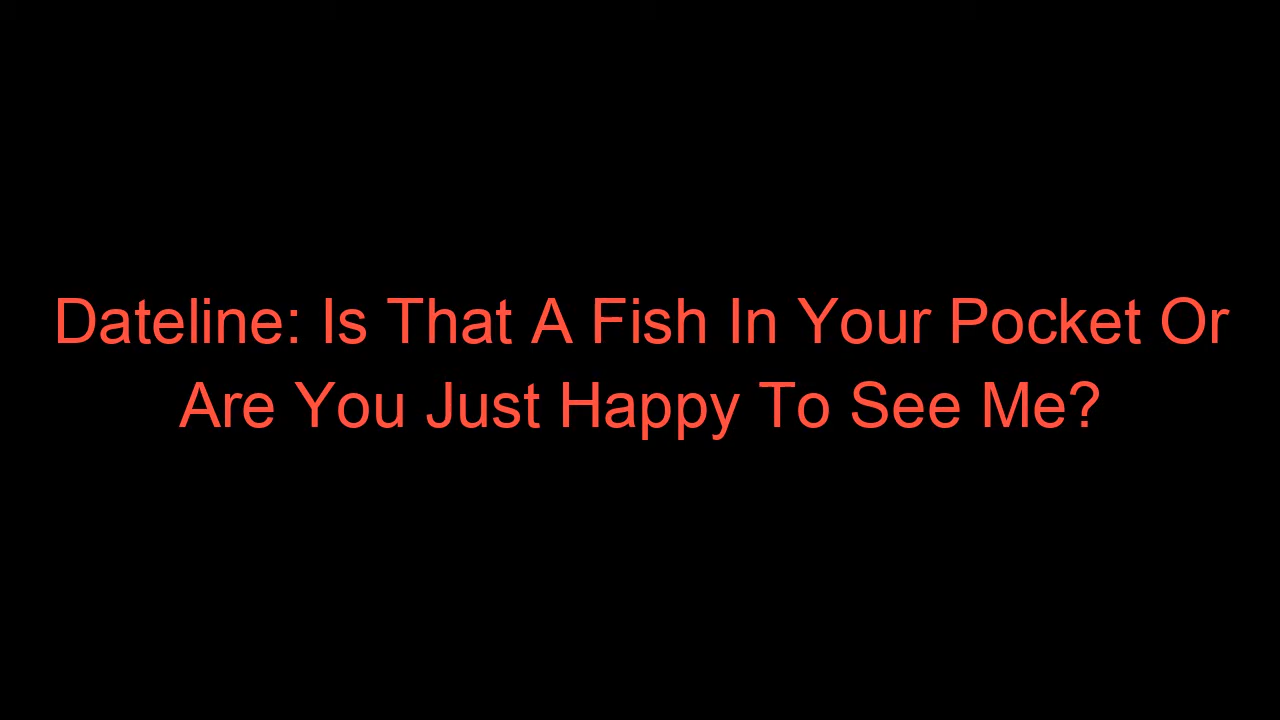 Dateline: Is That A Fish In Your Pocket Or
Are You Just Happy To See Me?